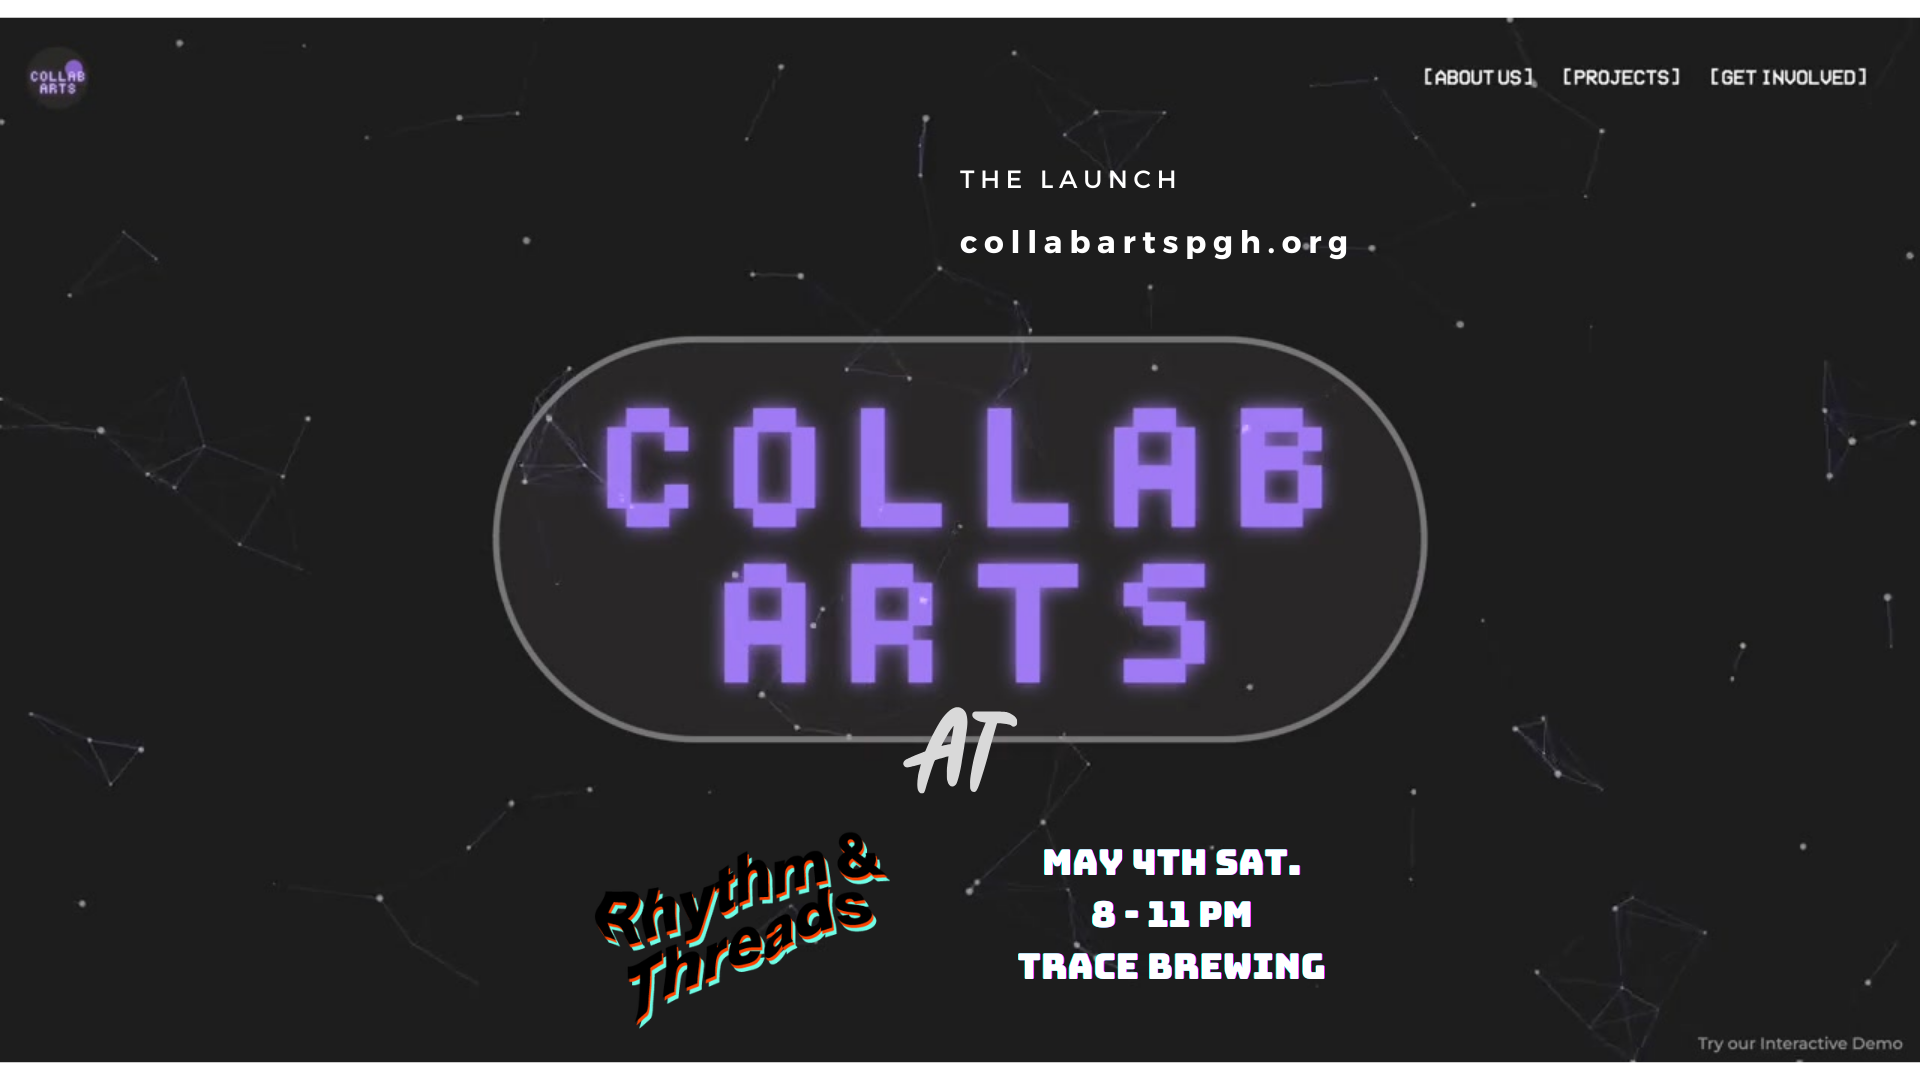 COLLAB
ARTS
[ABOUT US] [PROJECTS] [GET INVOLVED]
THE LAUNCH
collabartspgh.org
COLLAB
ARTS
AT
Rhythm &
Threads
MAY 4TH SAT.
8 - 11 PM
TRACE BREWING
Try our Interactive Demo